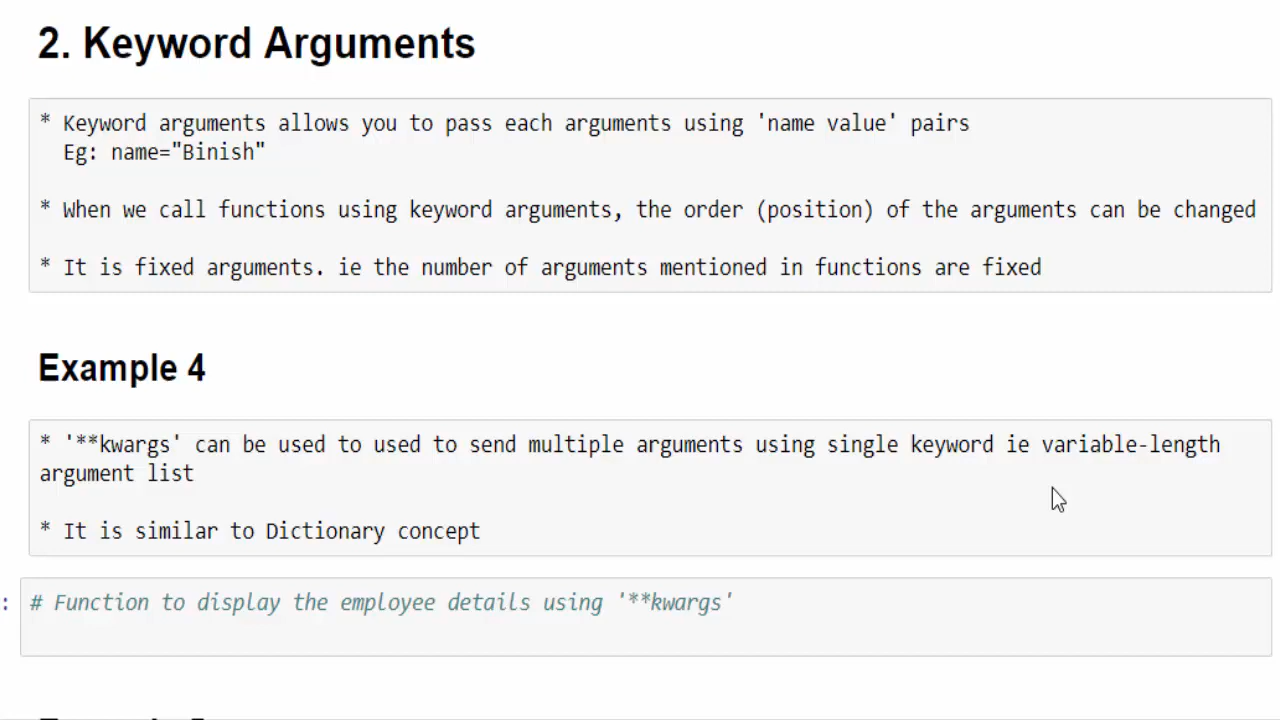 2. Keyword Arguments
* Keyword arguments allows you to pass each arguments using 'name value' pairs
Eg: name="Binish"
* When we call functions using keyword arguments, the order (position) of the arguments can be changed
* It is fixed arguments. ie the number of arguments mentioned in functions are fixed
Example 4
* '**kwargs' can be used to used to send multiple arguments using single keyword ie variable-length
argument list
* It is similar to Dictionary concept
: # Function to display the employee details using '**kwargs'